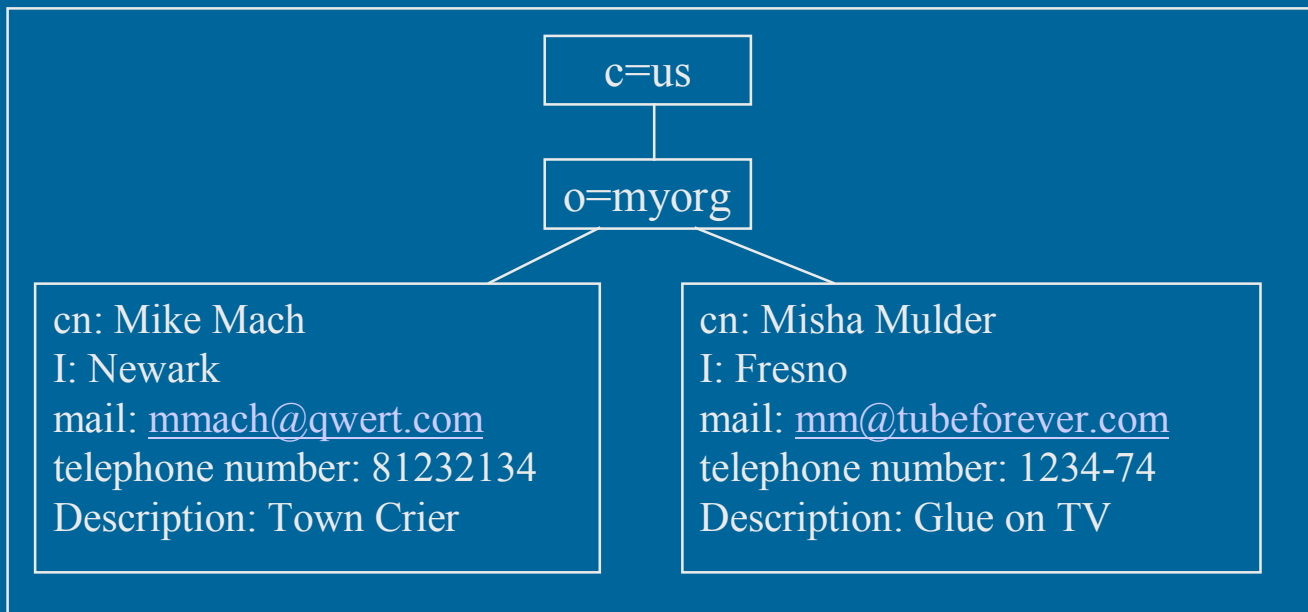 c=us
o=myorg
cn: Mike Mach
I: Newark
mail: mmach@qwert.com
telephone number: 81232134
Description: Town Crier
cn: Misha Mulder
I: Fresno
mail: mm@tubeforever.com
telephone number: 1234-74
Description: Glue on TV